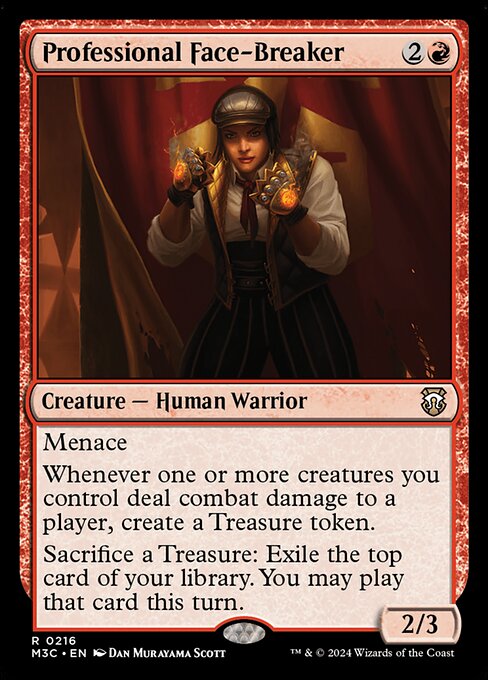 Professional Face-Breaker 2
Creature — Human Warrior
Menace
Whenever one or more creatures you
control deal combat damage to a
player, create a Treasure token.
Sacrifice a Treasure: Exile the top
card of your library. You may play
that card this turn.
2/3
R 0216
M3C • EN Dan Murayama Scott ™ & © 2024 Wizards of the Coast